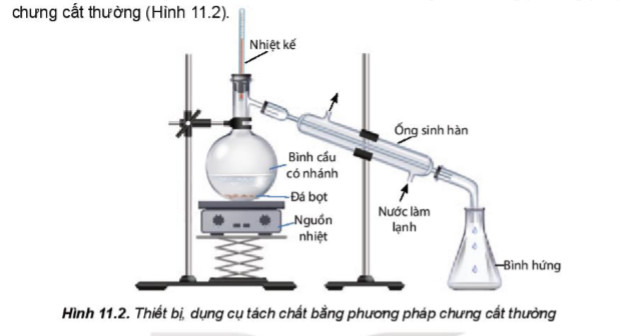 chưng cất thường (Hình 11.2).
Nhiệt kế
Ống sinh hàn
Bình cầu
có nhánh
Đá bọt
Nguồn
nhiệt
Nước làm
lạnh
Bình hứng
Hình 11.2. Thiết bị, dụng cụ tách chất bằng phương pháp chưng cất thường